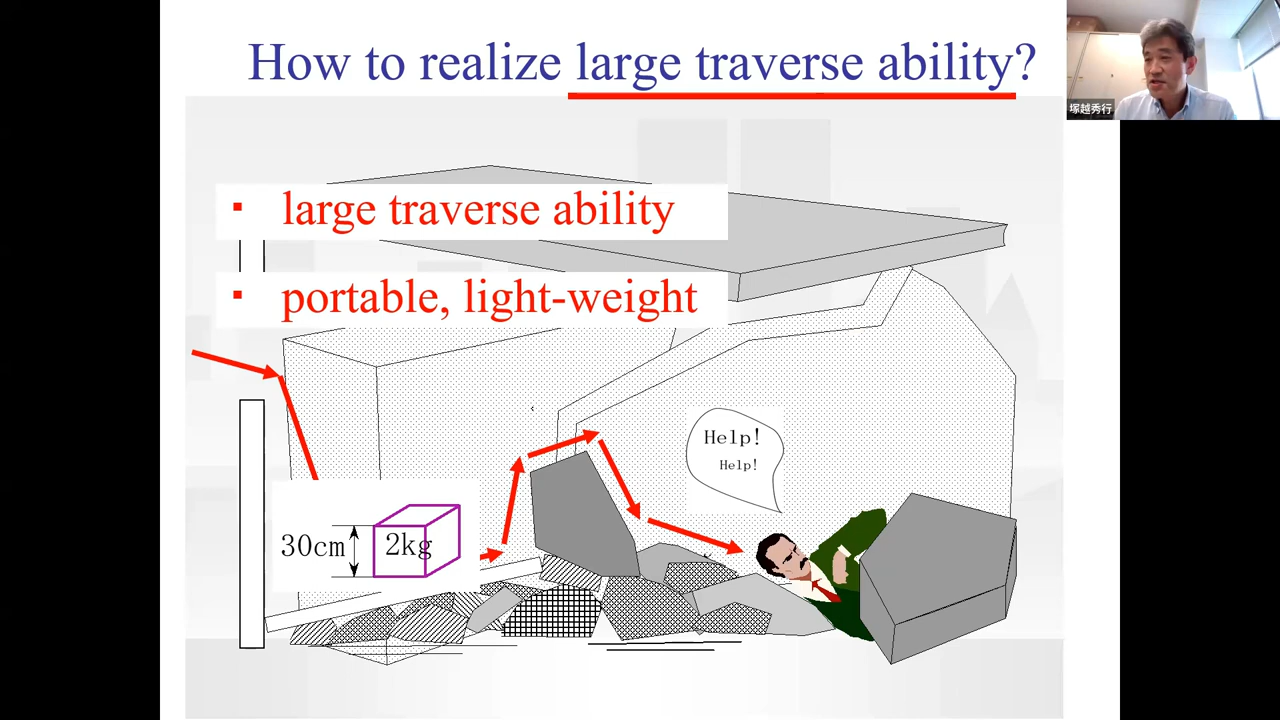 How to realize large traverse ability?
塚越秀行
▪ large traverse ability
▪ portable, light-weight
Help!
Help!
30cm
2kg